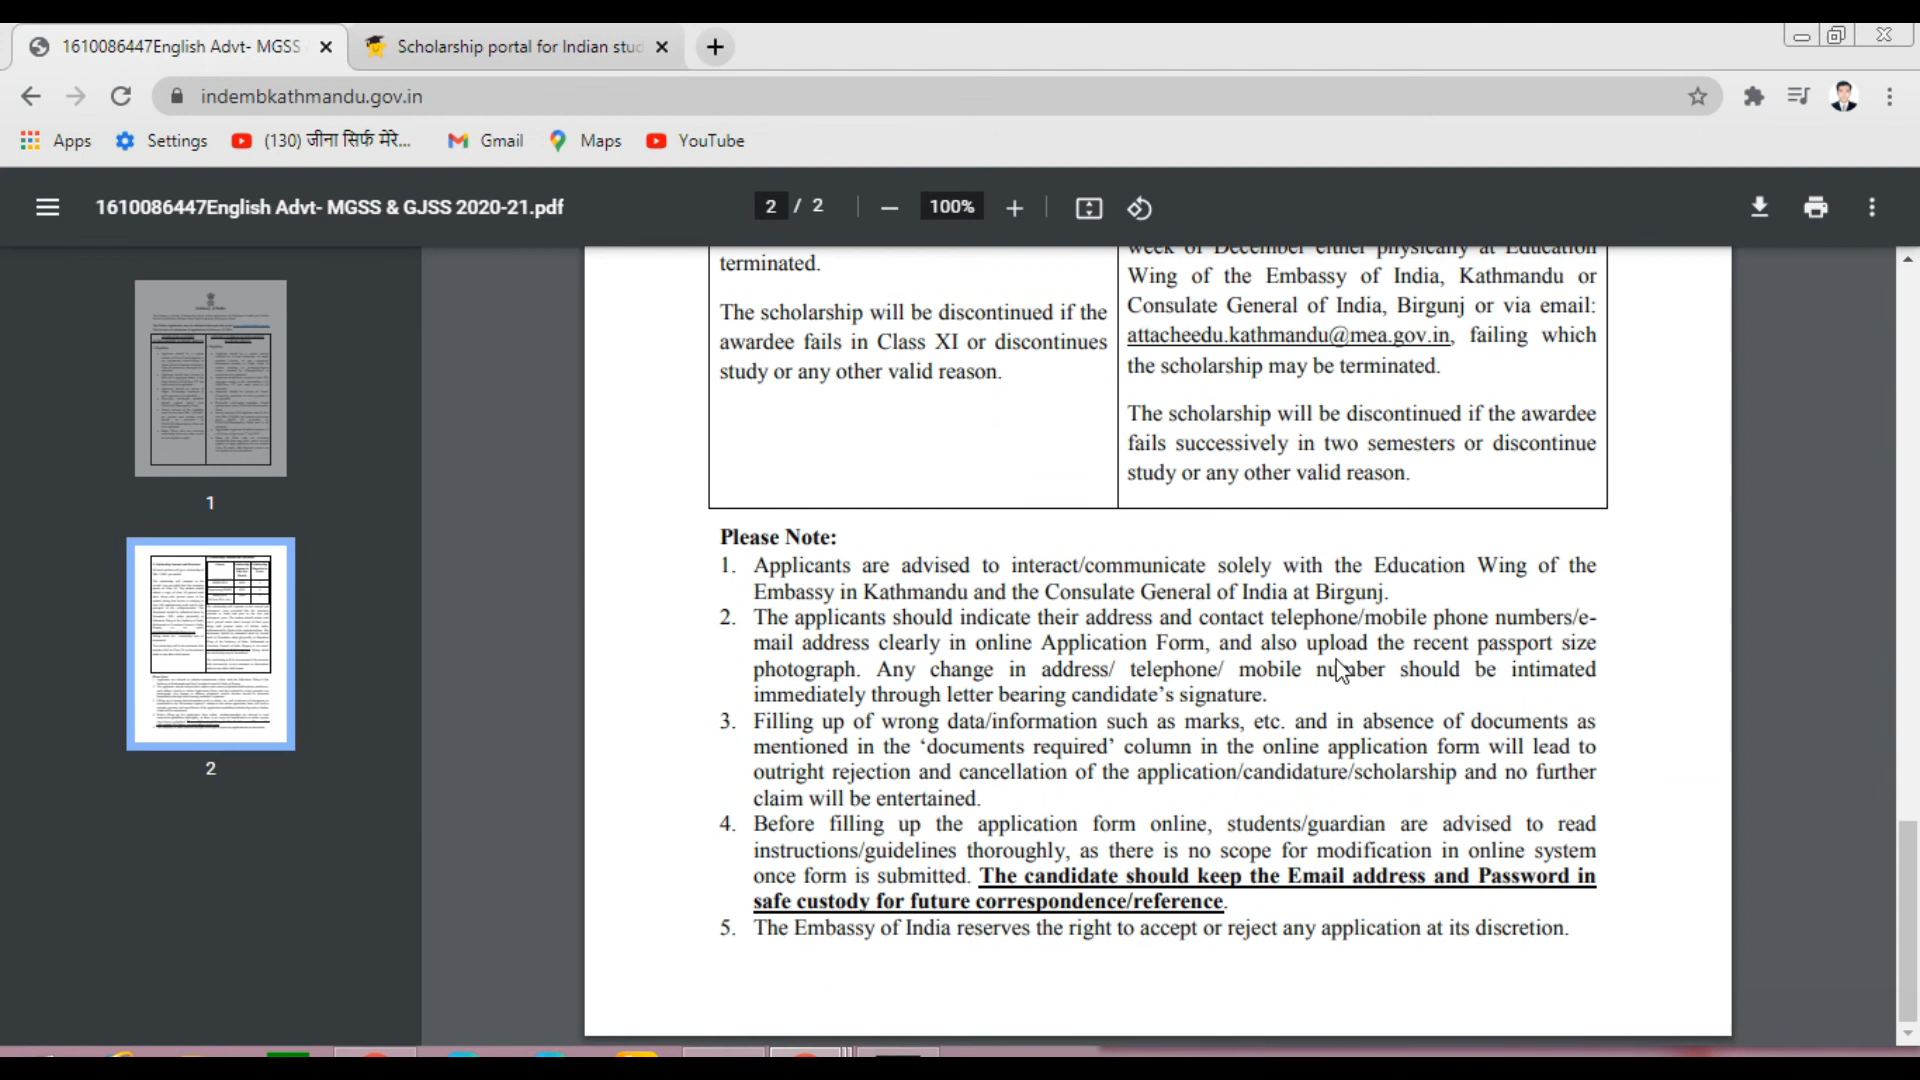 1610086447English Advt- MGSS
Scholarship portal for Indian stud
indembkathmandu.gov.in
Apps Settings (130) जीना सिर्फ मेरे... Gmail Maps YouTube
1610086447English Advt- MGSS & GJSS 2020-21.pdf 2 / 2 100%
1
2
terminated.
The scholarship will be discontinued if the
awardee fails in Class XI or discontinues
study or any other valid reason.
week of December either physically at Education
Wing of the Embassy of India, Kathmandu or
Consulate General of India, Birgunj or via email:
attacheedu.kathmandu@mea.gov.in, failing which
the scholarship may be terminated.
The scholarship will be discontinued if the awardee
fails successively in two semesters or discontinue
study or any other valid reason.
Please Note:
1. Applicants are advised to interact/communicate solely with the Education Wing of the
Embassy in Kathmandu and the Consulate General of India at Birgunj.
2. The applicants should indicate their address and contact telephone/mobile phone numbers/e-
mail address clearly in online Application Form, and also upload the recent passport size
photograph. Any change in address/ telephone/ mobile number should be intimated
immediately through letter bearing candidate's signature.
3. Filling up of wrong data/information such as marks, etc. and in absence of documents as
mentioned in the ‘documents required’ column in the online application form will lead to
outright rejection and cancellation of the application/candidature/scholarship and no further
claim will be entertained.
4. Before filling up the application form online, students/guardian are advised to read
instructions/guidelines thoroughly, as there is no scope for modification in online system
once form is submitted. The candidate should keep the Email address and Password in
safe custody for future correspondence/reference.
5. The Embassy of India reserves the right to accept or reject any application at its discretion.